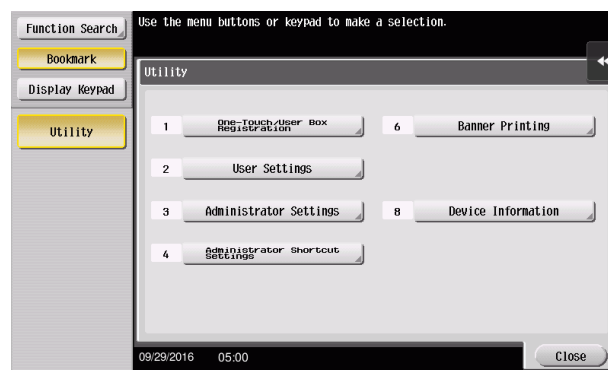 Function Search
Use the menu buttons or keypad to make a selection.
Bookmark
Display Keypad
Utility
Utility
1 One-Touch/User Box
Registration
6 Banner Printing
2 User Settings
3 Administrator Settings
8 Device Information
4 Administrator Shortcut
Settings
09/29/2016 05:00
Close